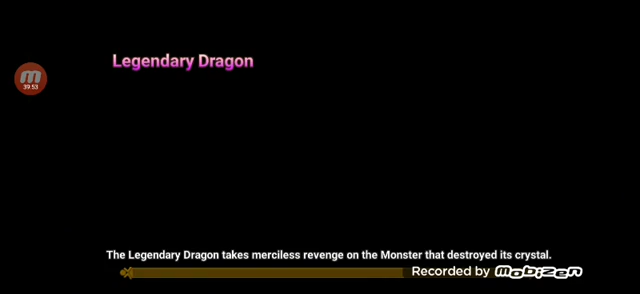 Legendary Dragon
39:53
The Legendary Dragon takes merciless revenge on the Monster that destroyed its crystal.
Recorded by mobizen